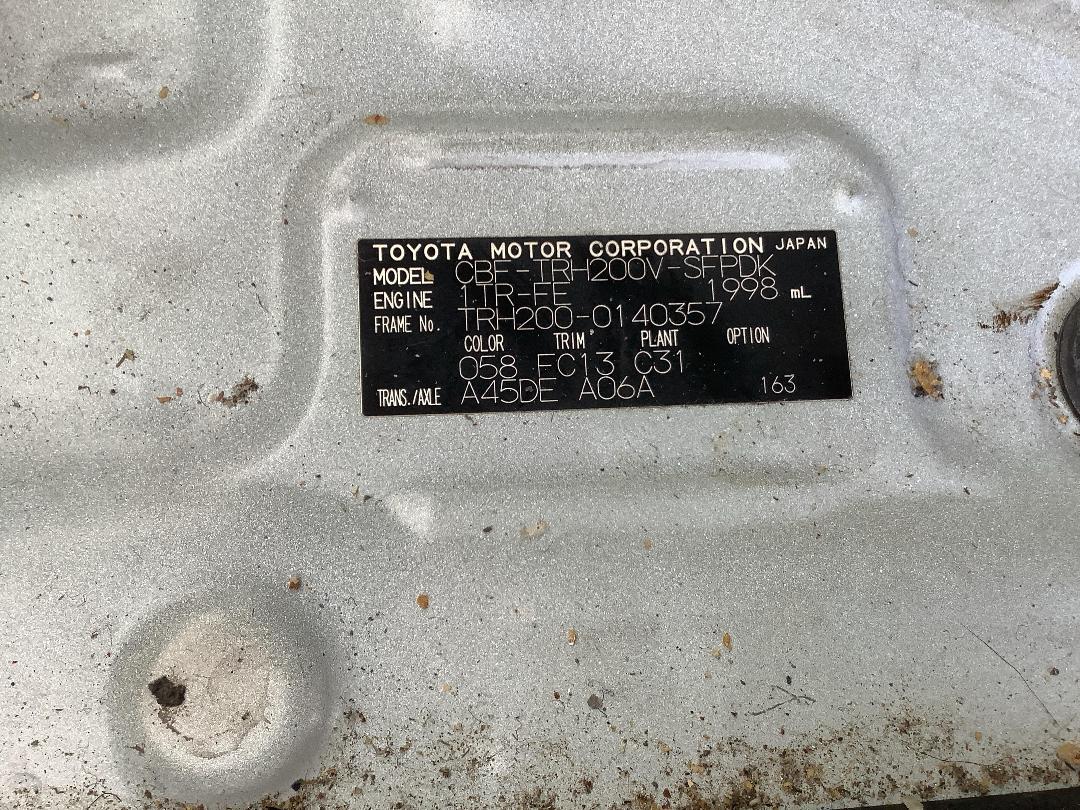 TOYOTA MOTOR CORPORATION JAPAN
MODEL CBF-TRH200V-SFPDK
ENGINE 1TR-FE 1998 mL
FRAME No. TRH200-0140357
COLOR TRIM PLANT OPTION
058 FC13 C31
TRANS./AXLE A45DE A06A 163